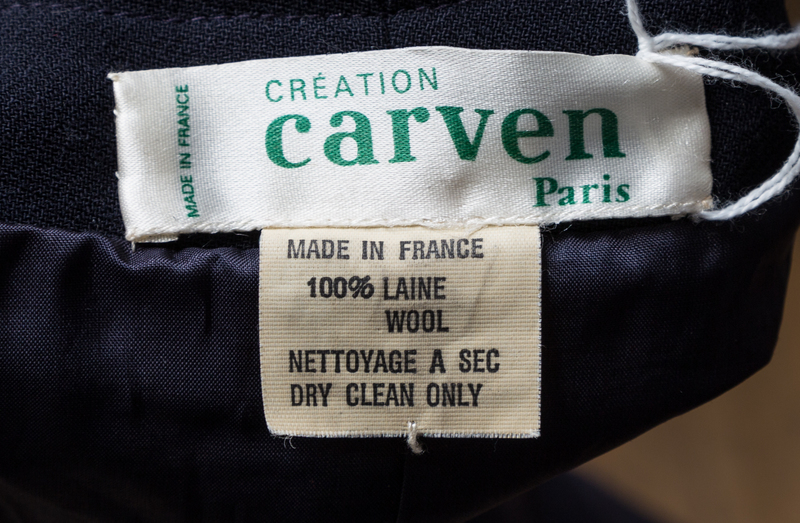 MADE IN FRANCE
CRÉATION
carven
Paris
MADE IN FRANCE
100% LAINE
WOOL
NETTOYAGE A SEC
DRY CLEAN ONLY